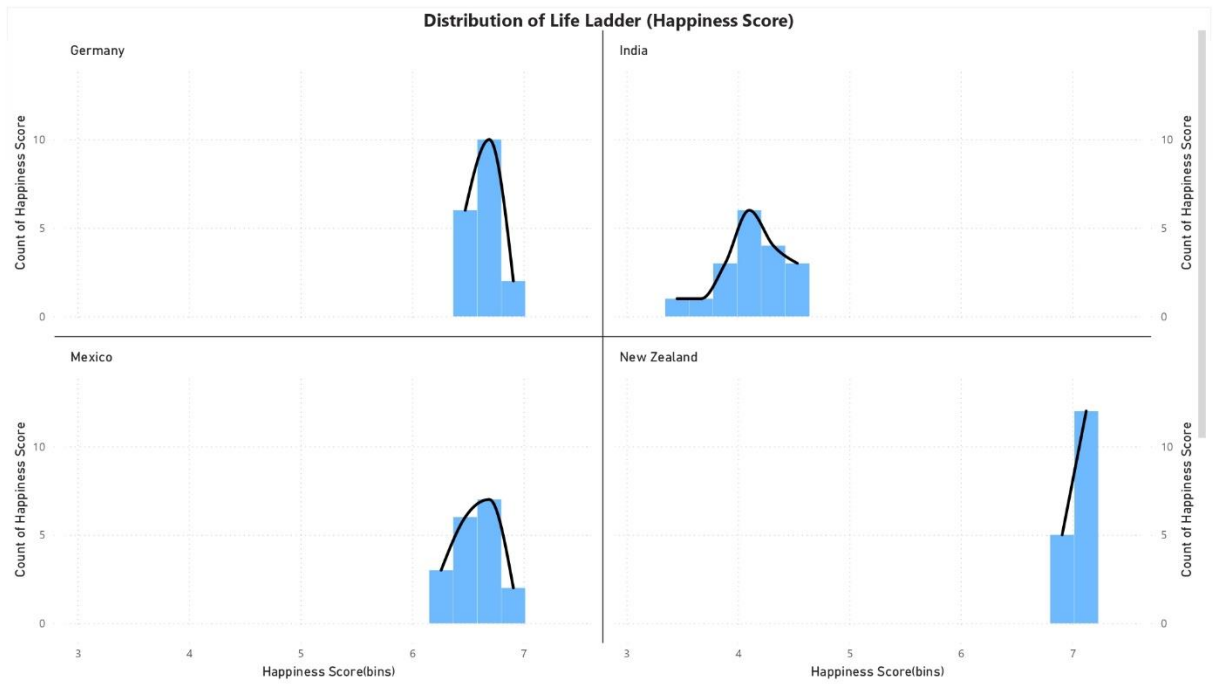 Distribution of Life Ladder (Happiness Score)
Germany
India
Count of Happiness Score
10
5
0
10
5
0
Count of Happiness Score
Mexico
New Zealand
Count of Happiness Score
10
5
0
10
5
0
Count of Happiness Score
3 4 5 6 7
3 4 5 6 7
Happiness Score(bins)
Happiness Score(bins)